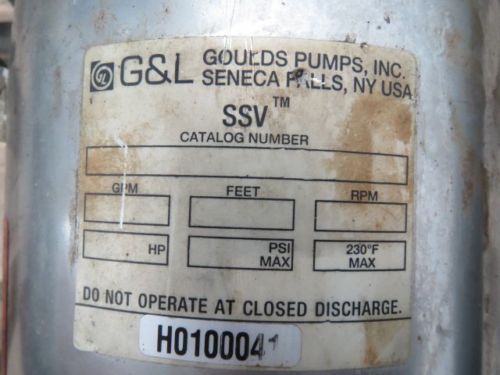 G&L GOULDS PUMPS, INC.
SENECA FALLS, NY USA
SSV™
CATALOG NUMBER
GPM FEET RPM
HP PSI MAX 230°F MAX
DO NOT OPERATE AT CLOSED DISCHARGE.
H0100041